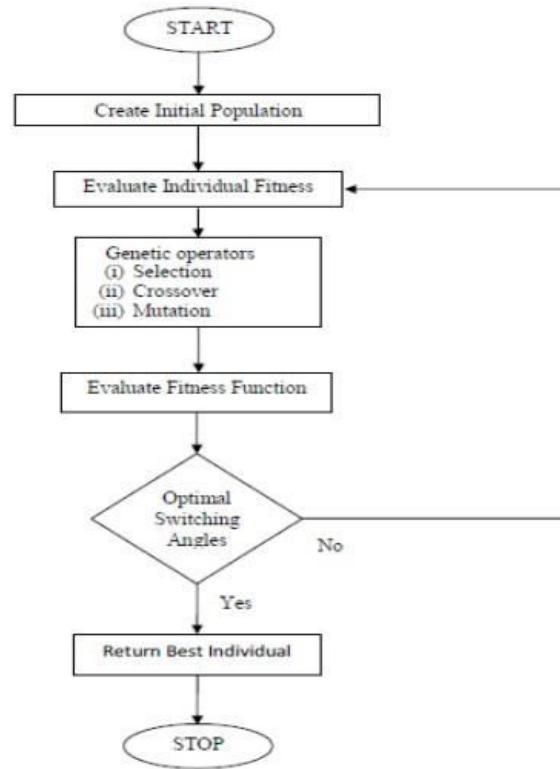 START
Create Initial Population
Evaluate Individual Fitness
Genetic operators
(i) Selection
(ii) Crossover
(iii) Mutation
Evaluate Fitness Function
Optimal
Switching
Angles
No
Yes
Return Best Individual
STOP